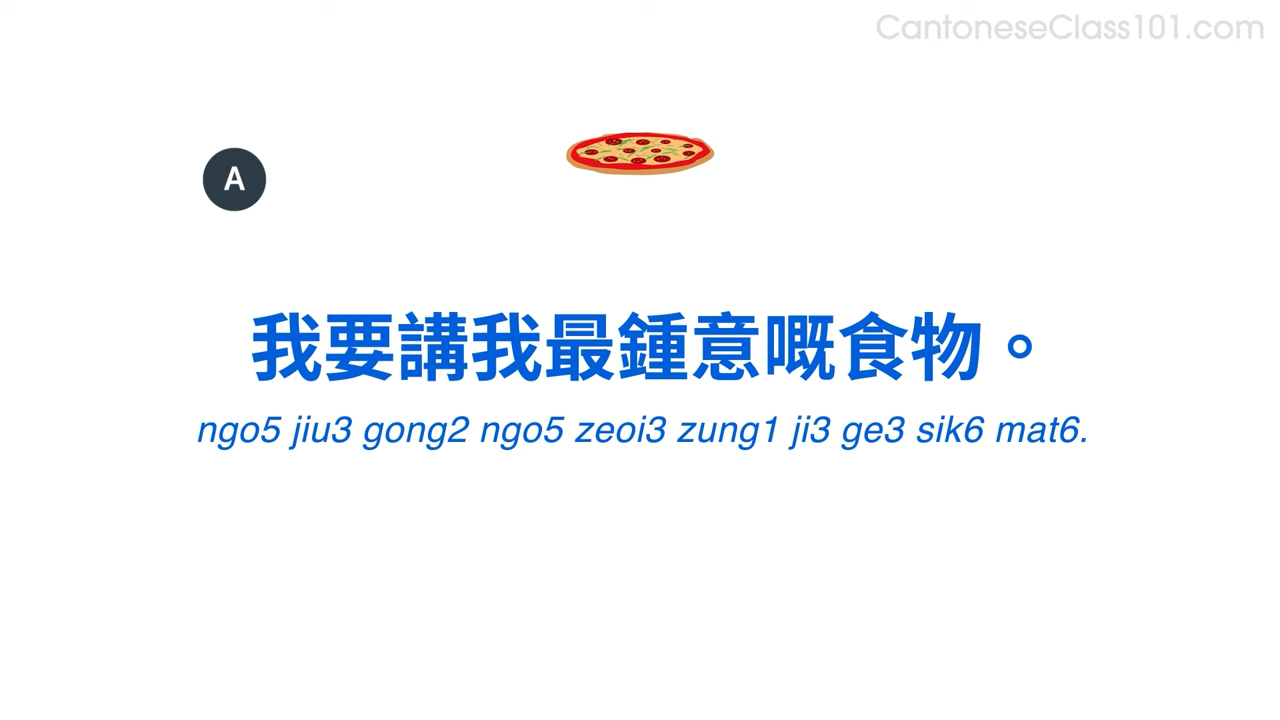 CantoneseClass101.com
A
我要講我最鍾意嘅食物。
ngo5 jiu3 gong2 ngo5 zeoi3 zung1 ji3 ge3 sik6 mat6.